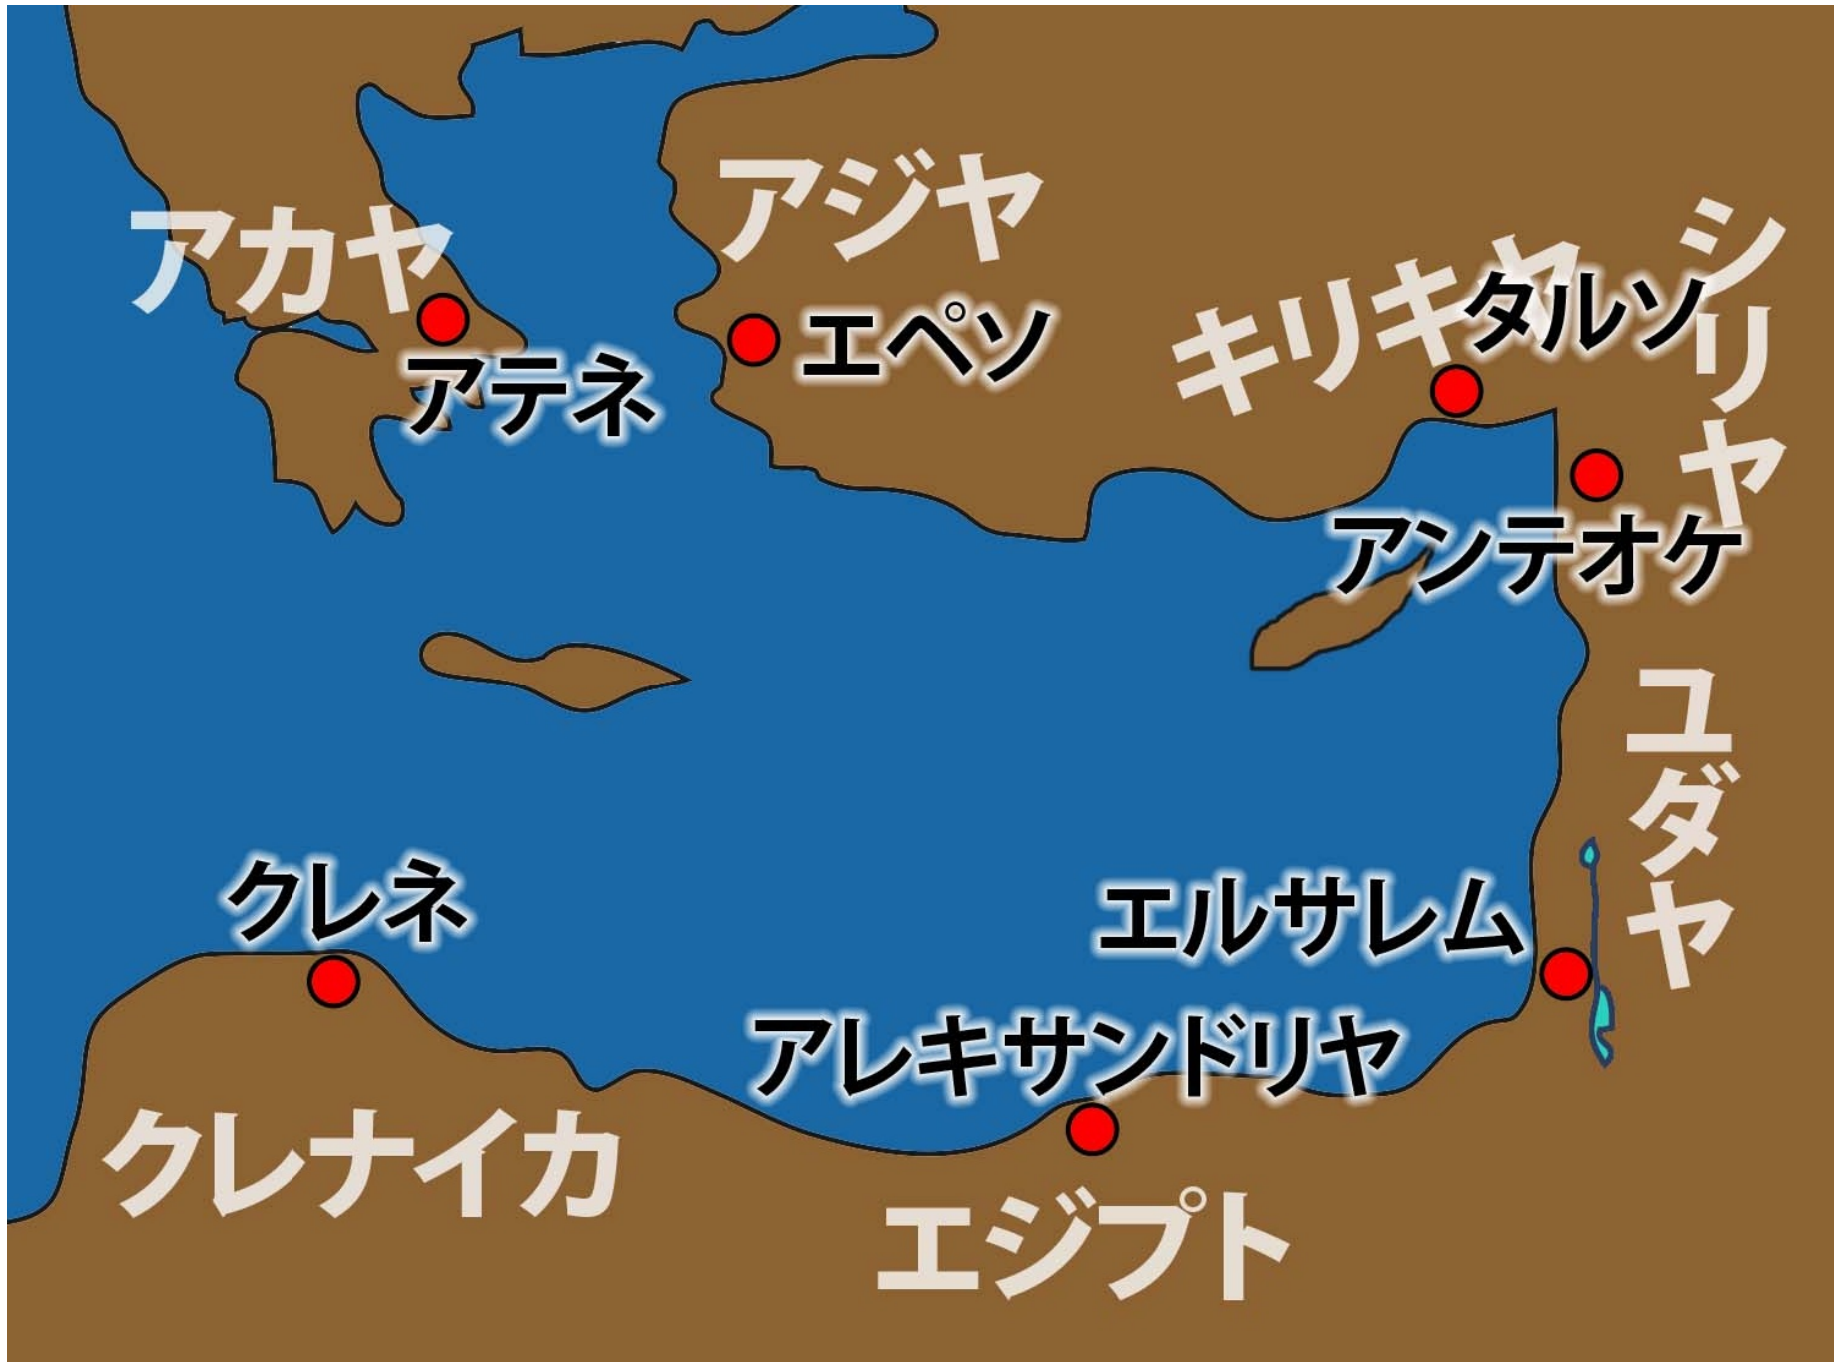 アカヤ
アジヤ
キリキヤ
シリヤ
タルソ
エペソ
アテネ
アンテオケ
ユダヤ
クレネ
エルサレム
アレキサンドリヤ
クレナイカ
エジプト